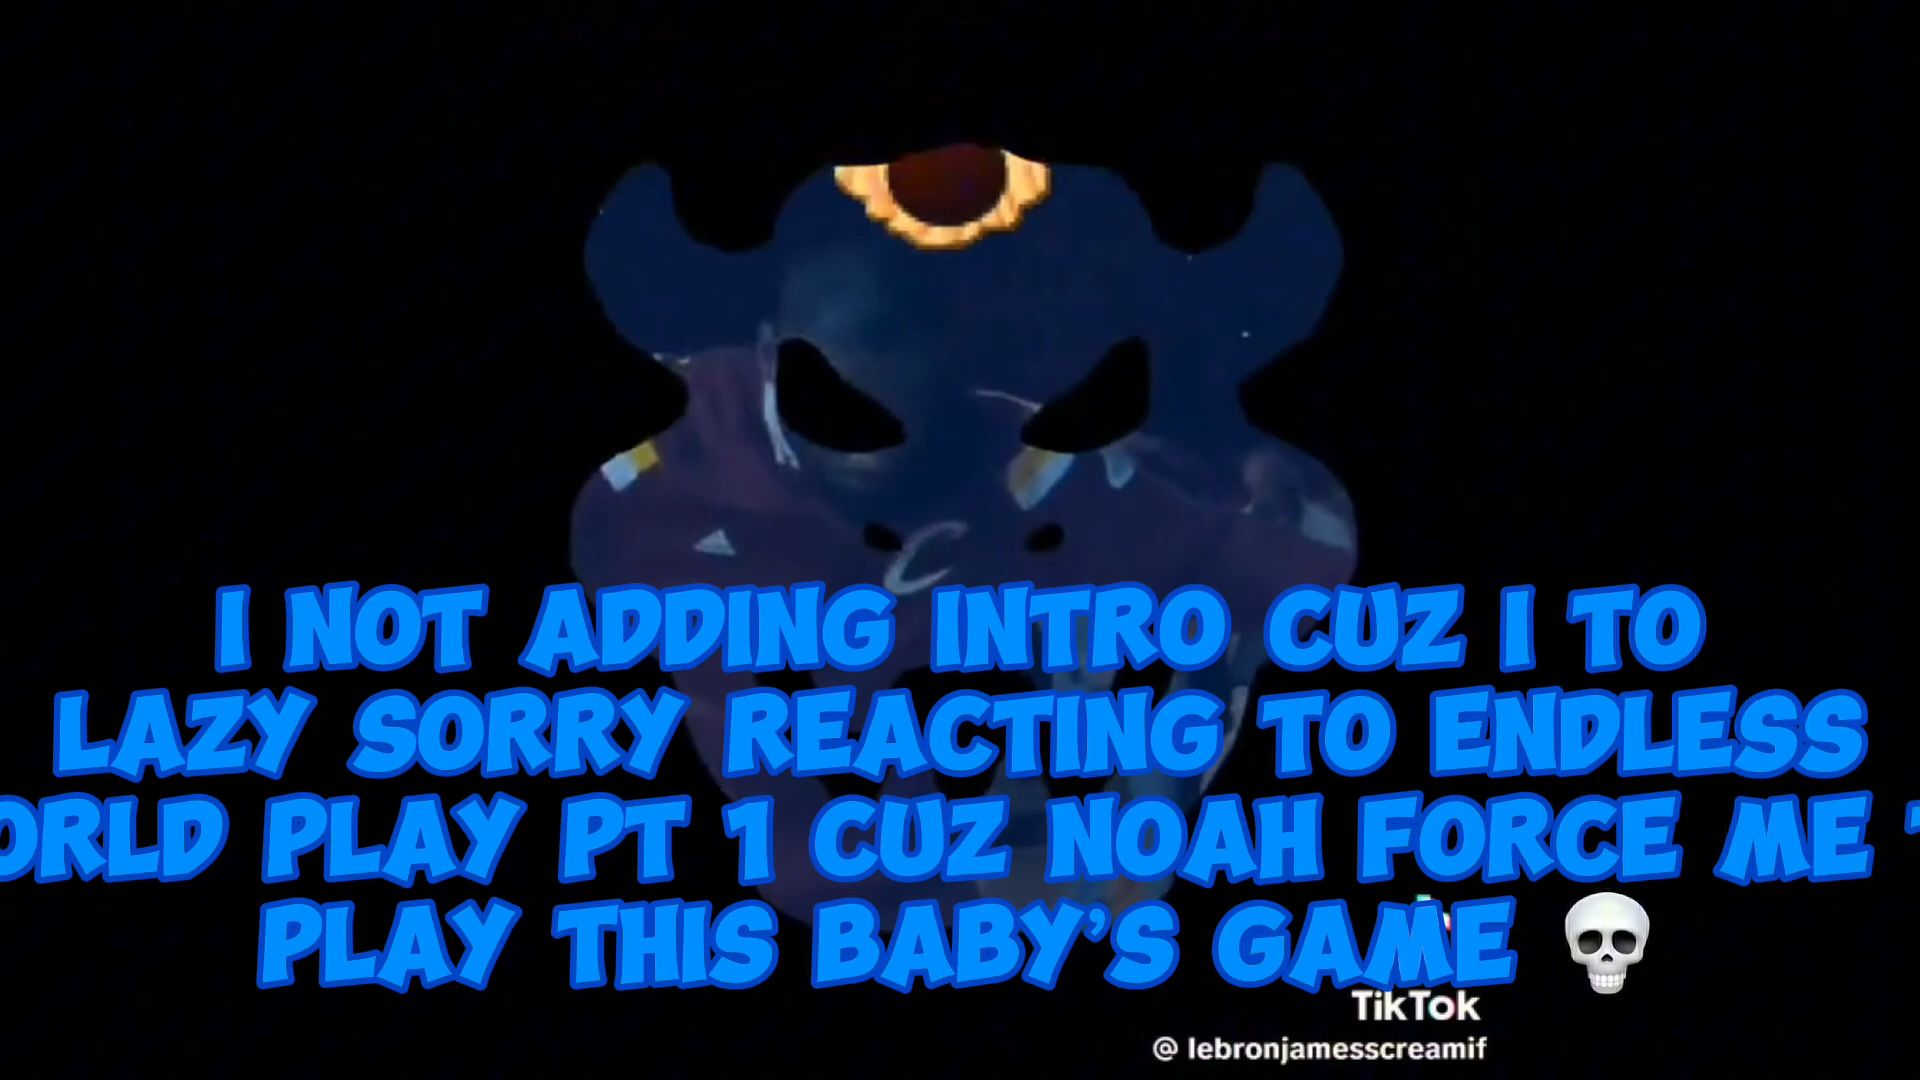 I NOT ADDING INTRO CUZ I TO
LAZY SORRY REACTING TO ENDLESS
ORLD PLAY PT 1 CUZ NOAH FORCE ME
PLAY THIS BABY'S GAME 💀
TikTok
@ lebronjamesscreamif
C